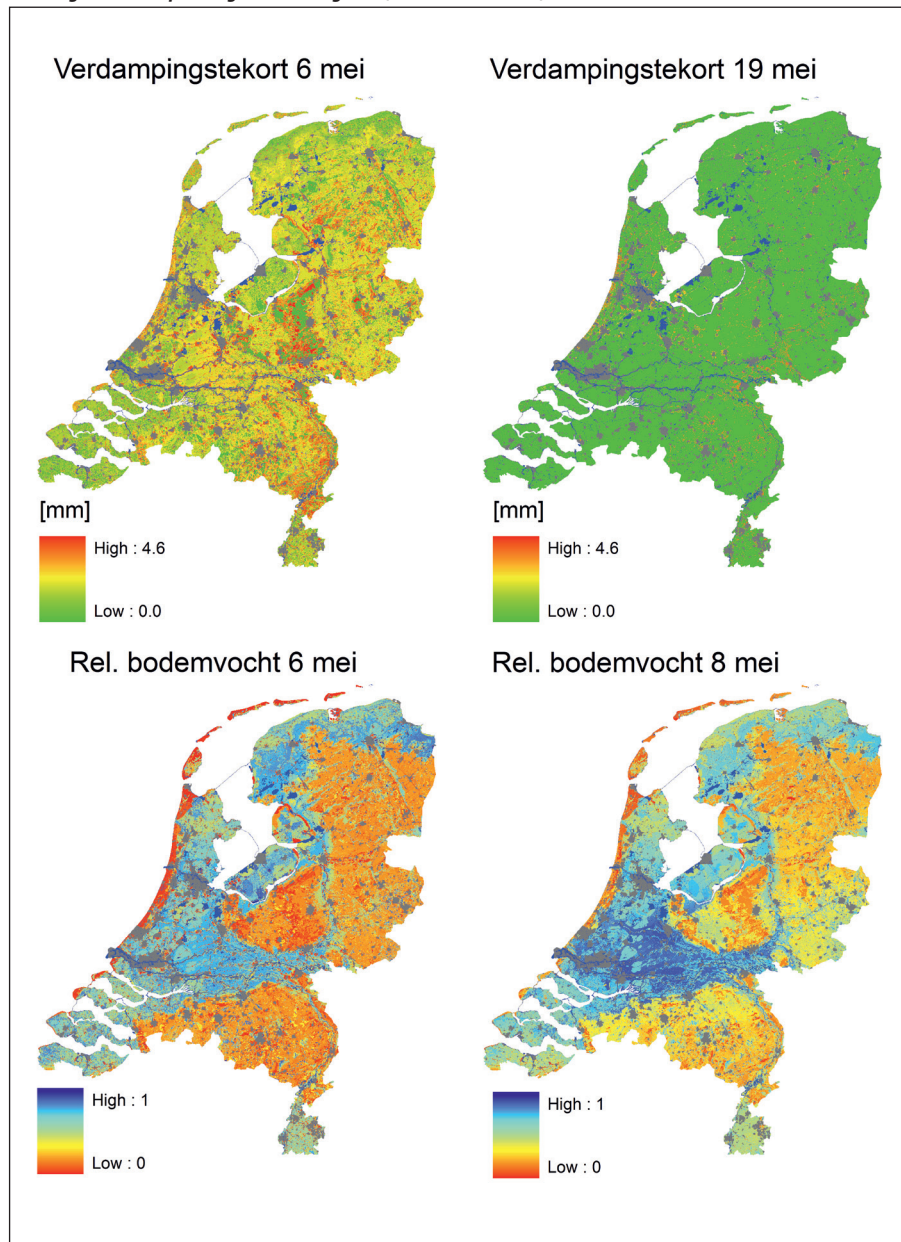 Verdampingstekort 6 mei
Verdampingstekort 19 mei
[mm]
High : 4.6
Low : 0.0
[mm]
High : 4.6
Low : 0.0
Rel. bodemvocht 6 mei
Rel. bodemvocht 8 mei
High : 1
Low : 0
High : 1
Low : 0